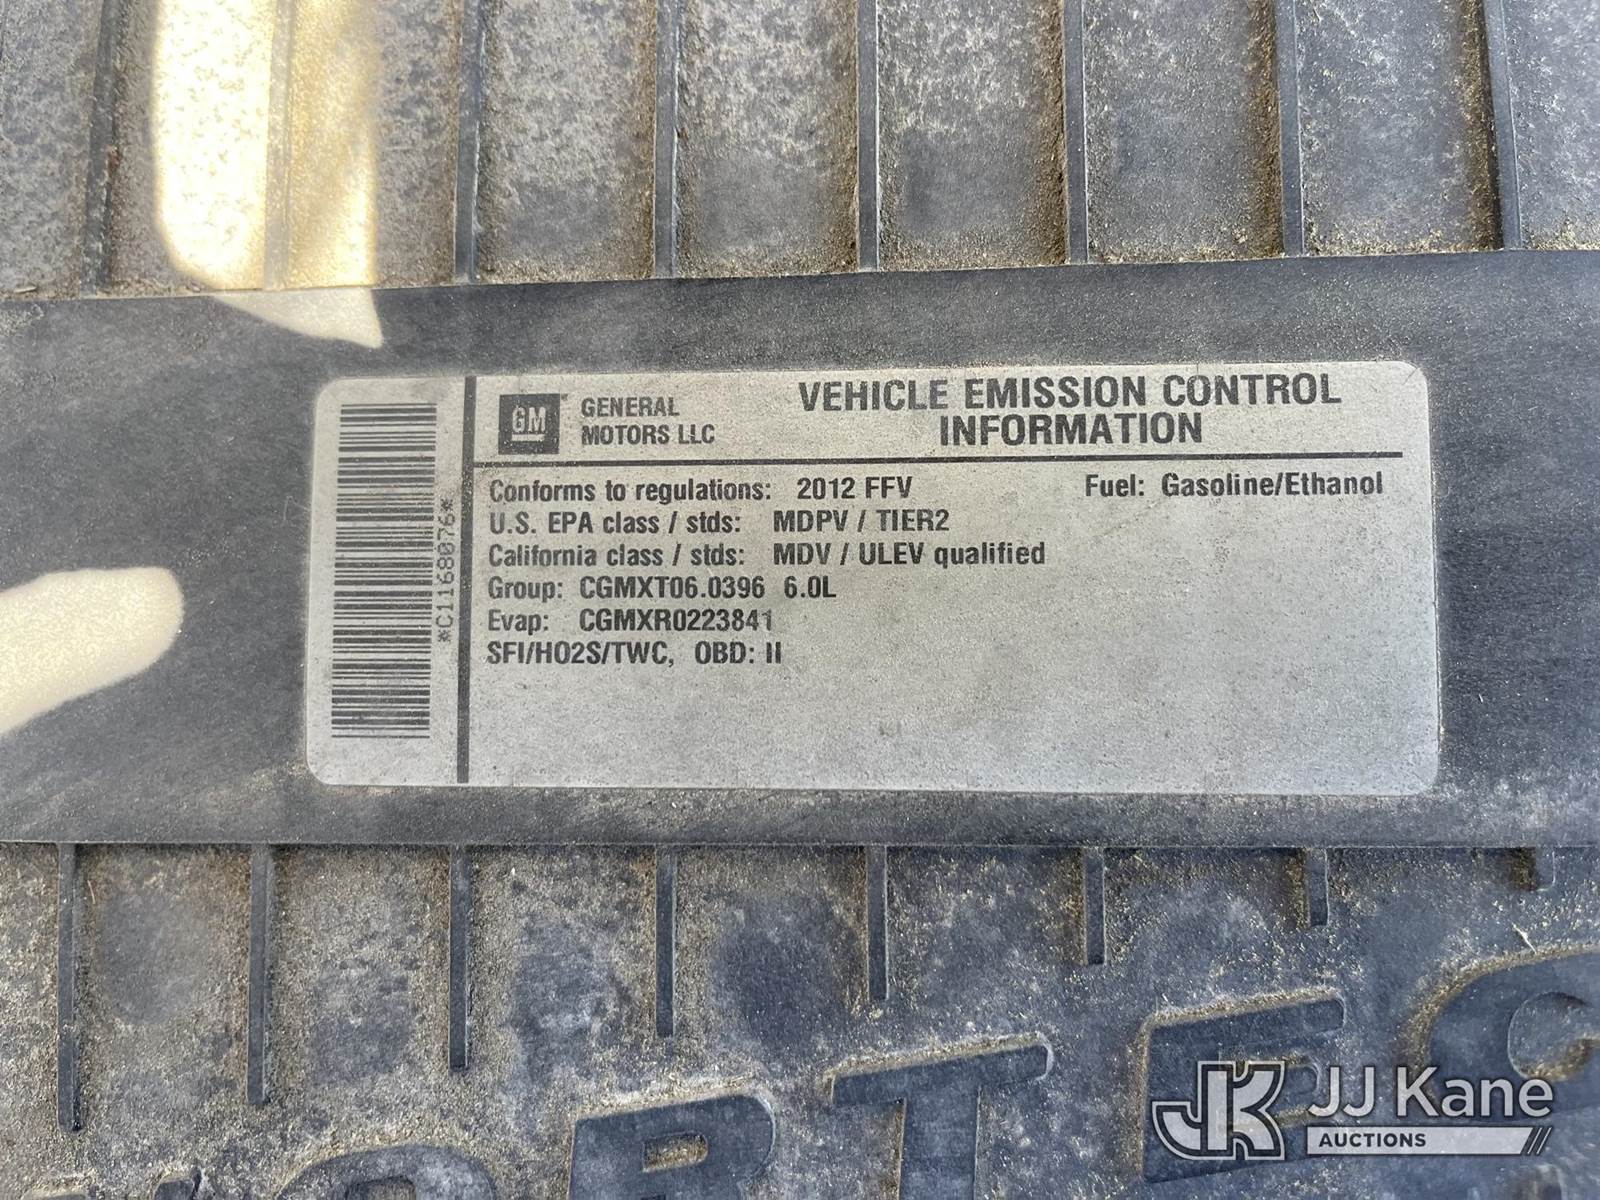 GM
GENERAL
MOTORS LLC
VEHICLE EMISSION CONTROL
INFORMATION
Conforms to regulations: 2012 FFV Fuel: Gasoline/Ethanol
U.S. EPA class / stds: MDPV / TIER2
California class / stds: MDV / ULEV qualified
Group: CGMXT06.0396 6.0L
Evap: CGMXR0223841
SFI/HO2S/TWC, OBD: II
*C1168076*
VORTEC
JK JJ Kane
AUCTIONS